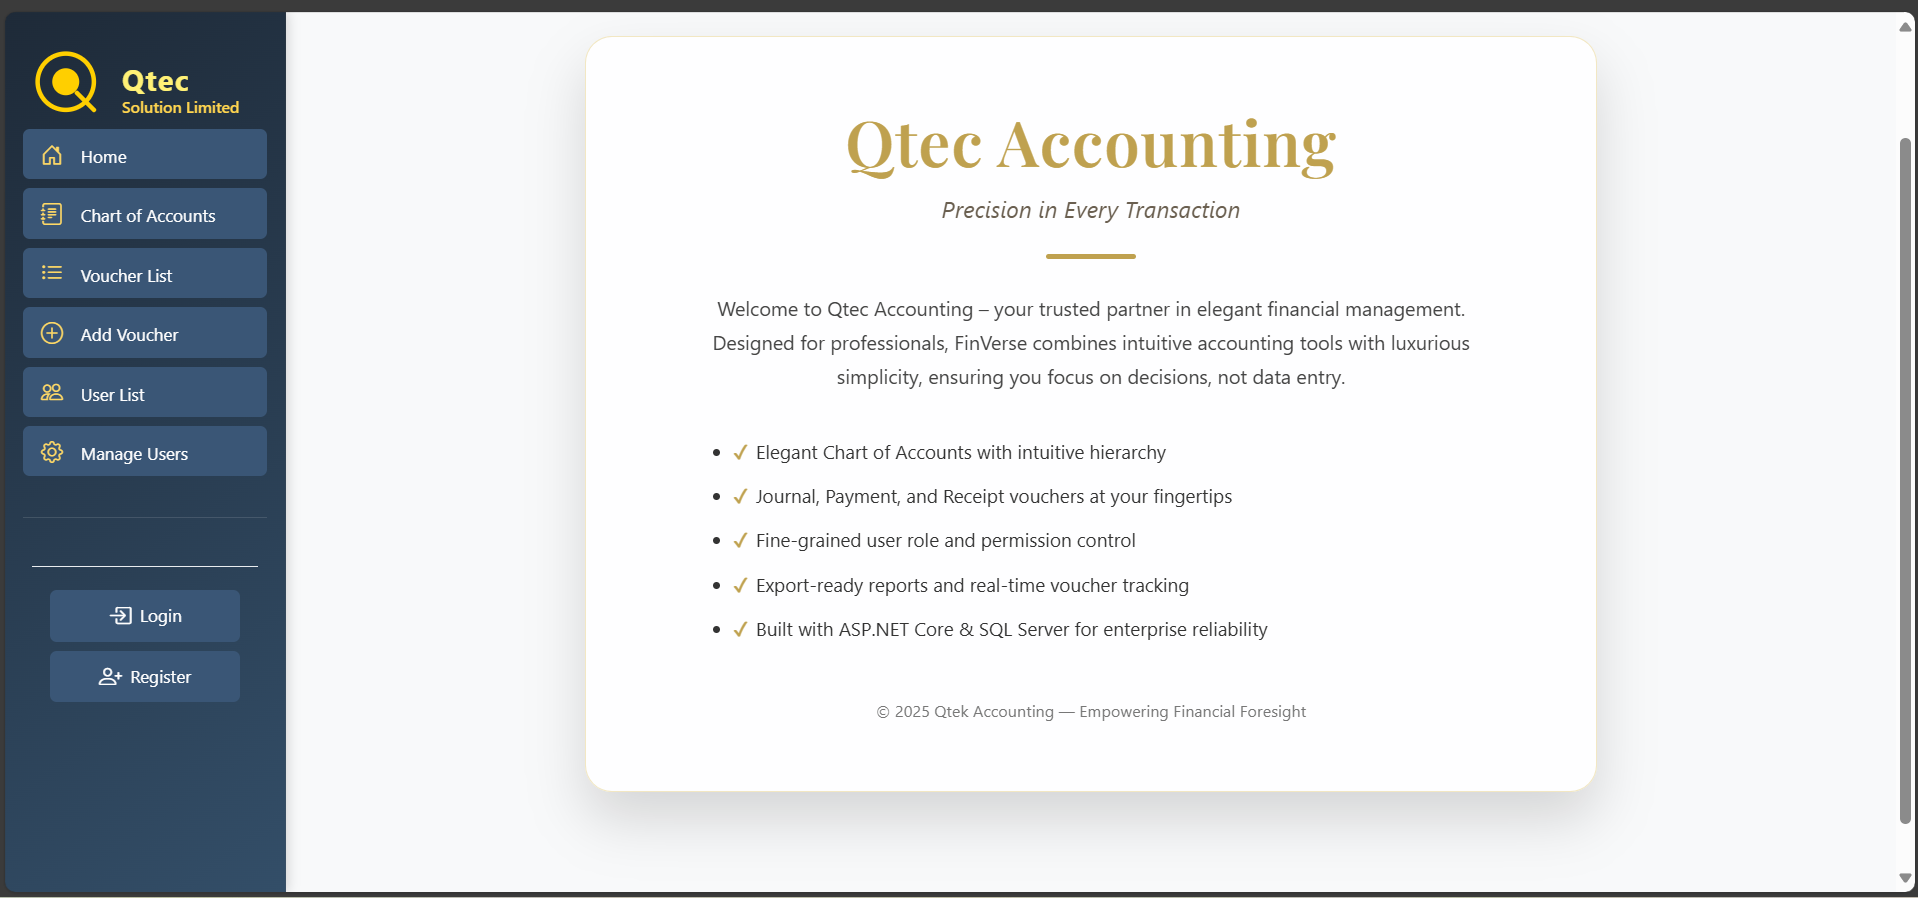 Qtec
Solution Limited
Home
Chart of Accounts
Voucher List
Add Voucher
User List
Manage Users
Login
Register
Qtec Accounting
Precision in Every Transaction
Welcome to Qtec Accounting – your trusted partner in elegant financial management.
Designed for professionals, FinVerse combines intuitive accounting tools with luxurious
simplicity, ensuring you focus on decisions, not data entry.
• ✓ Elegant Chart of Accounts with intuitive hierarchy
• ✓ Journal, Payment, and Receipt vouchers at your fingertips
• ✓ Fine-grained user role and permission control
• ✓ Export-ready reports and real-time voucher tracking
• ✓ Built with ASP.NET Core & SQL Server for enterprise reliability
© 2025 Qtek Accounting — Empowering Financial Foresight